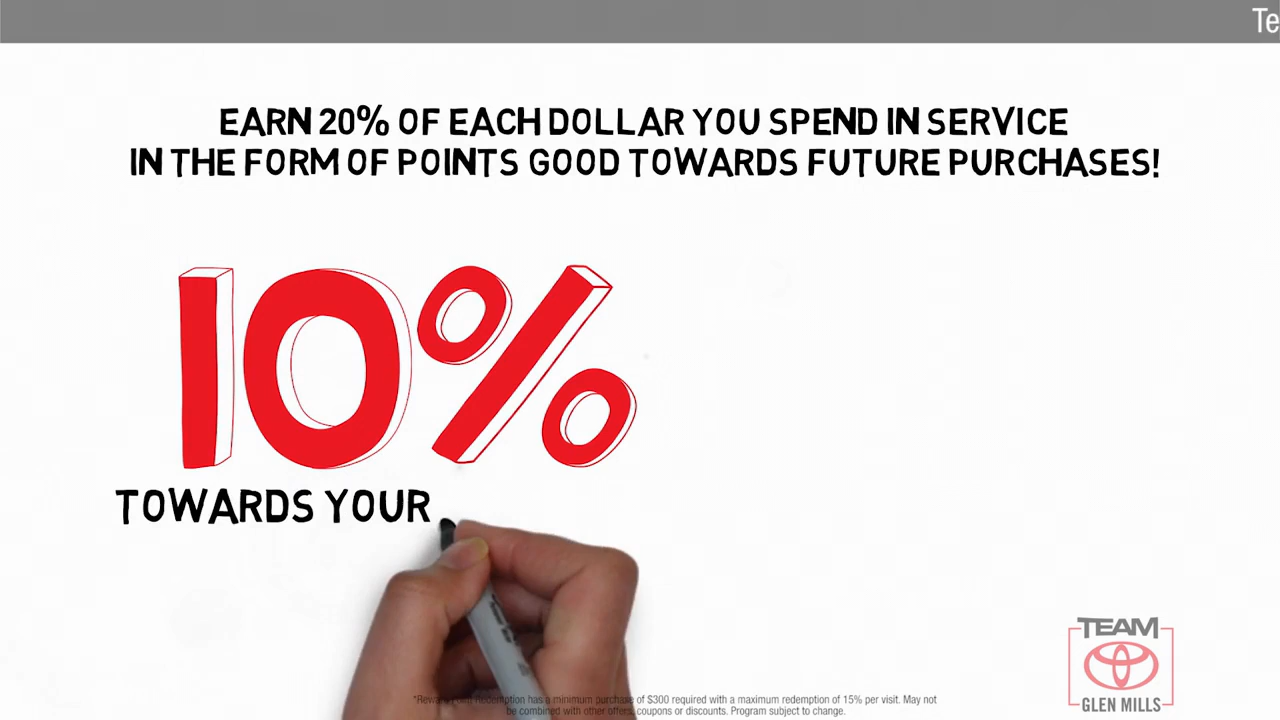 Te
EARN 20% OF EACH DOLLAR YOU SPEND IN SERVICE
IN THE FORM OF POINTS GOOD TOWARDS FUTURE PURCHASES!
10%
TOWARDS YOUR
TEAM
GLEN MILLS
*Reward Point Redemption has a minimum purchase of $300 required with a maximum redemption of 15% per visit. May not
be combined with other offers, coupons or discounts. Program subject to change.